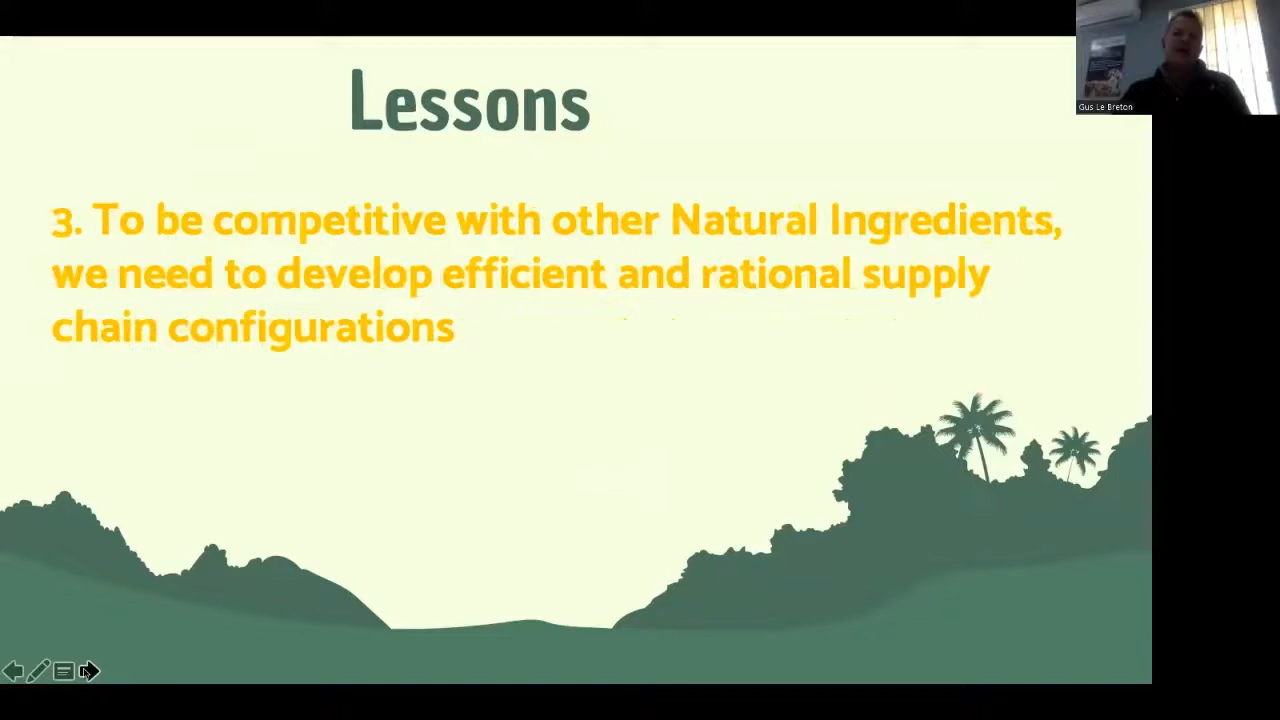 Lessons
3. To be competitive with other Natural Ingredients,
we need to develop efficient and rational supply
chain configurations
Gus Le Breton